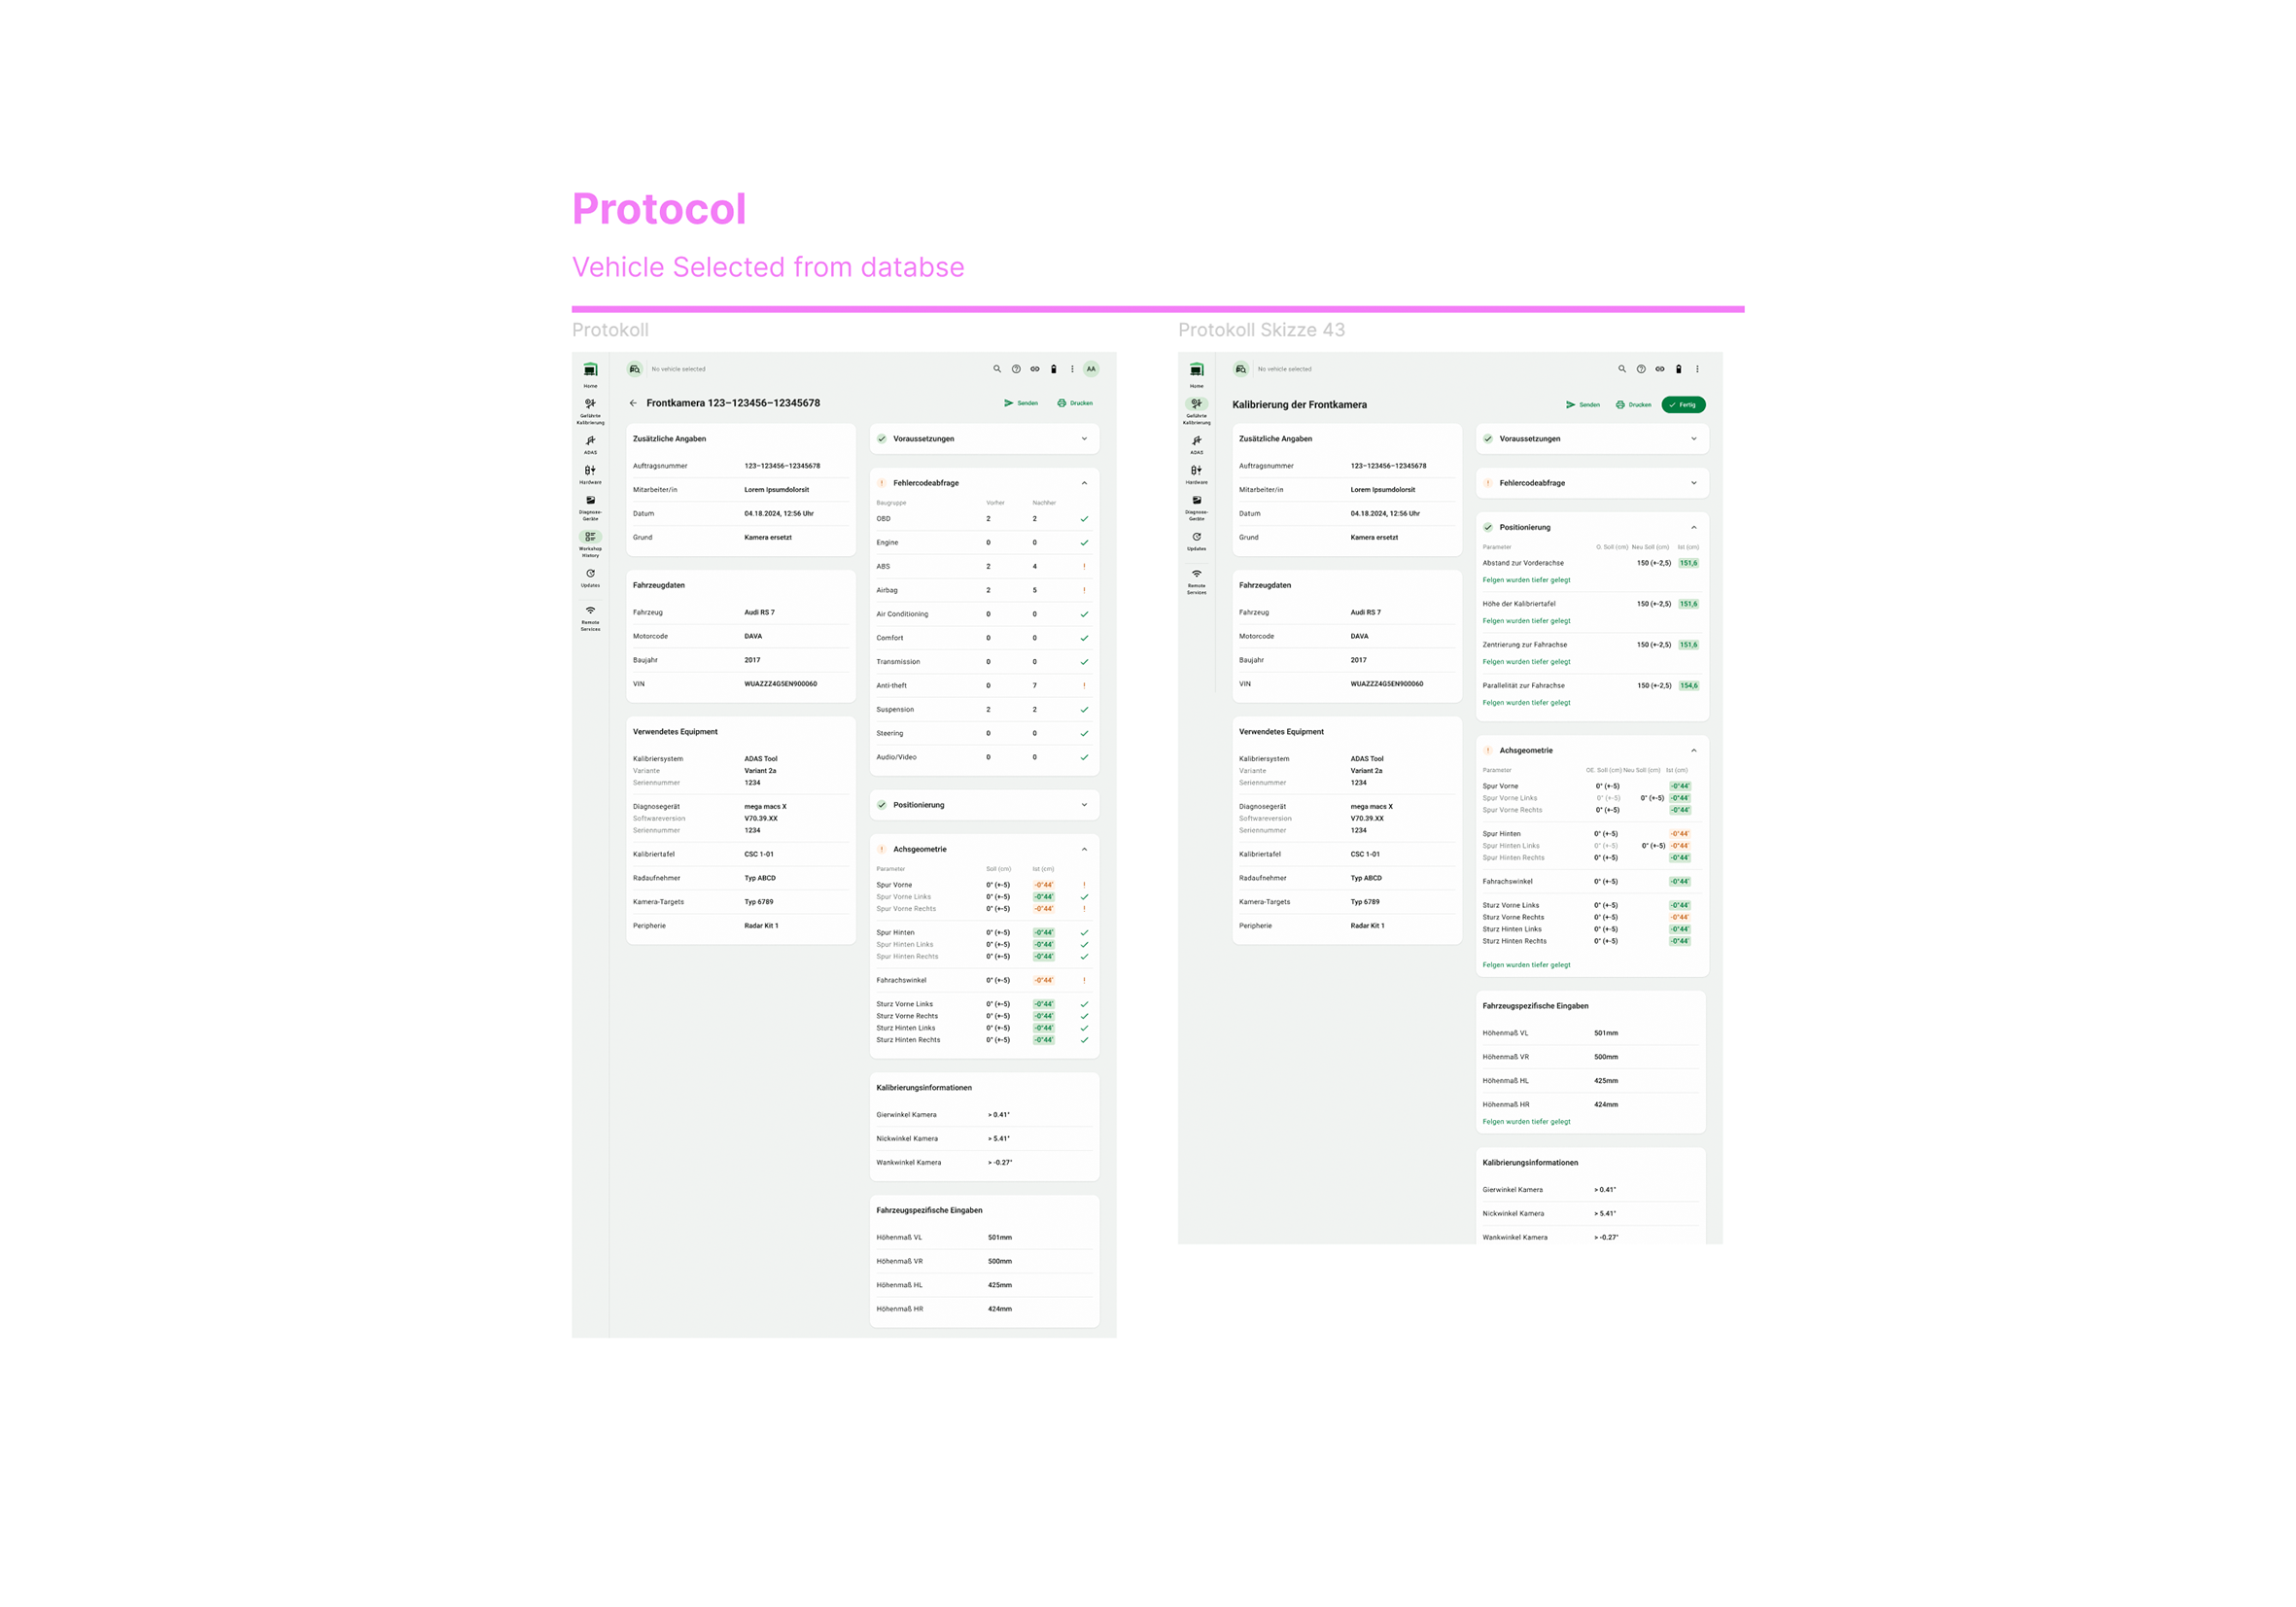 Protocol
Vehicle Selected from databse
Protokoll
No vehicle selected
AA
Home
Geführte
Kalibrierung
ADAS
Hardware
Diagnose-
Geräte
Workshop
History
Updates
Remote
Services
Frontkamera 123–123456–12345678
Senden
Drucken
Zusätzliche Angaben
Auftragsnummer 123–123456–12345678
Mitarbeiter/in Lorem Ipsumdolorsit
Datum 04.18.2024, 12:56 Uhr
Grund Kamera ersetzt
Fahrzeugdaten
Fahrzeug Audi RS 7
Motorcode DAVA
Baujahr 2017
VIN WUAZZZ4G5EN900060
Verwendetes Equipment
Kalibriersystem ADAS Tool
Variante Variant 2a
Seriennummer 1234
Diagnosegerät mega macs X
Softwareversion V70.39.XX
Seriennummer 1234
Kalibriertafel CSC 1-01
Radaufnehmer Typ ABCD
Kamera-Targets Typ 6789
Peripherie Radar Kit 1
Voraussetzungen
Fehlercodeabfrage
Baugruppe Vorher Nachher
OBD 2 2
Engine 0 0
ABS 2 4
Airbag 2 5
Air Conditioning 0 0
Comfort 0 0
Transmission 0 0
Anti-theft 0 7
Suspension 2 2
Steering 0 0
Audio/Video 0 0
Positionierung
Achsgeometrie
Parameter Soll (cm) Ist (cm)
Spur Vorne 0° (+-5) -0°44'
Spur Vorne Links 0° (+-5) -0°44'
Spur Vorne Rechts 0° (+-5) -0°44'
Spur Hinten 0° (+-5) -0°44'
Spur Hinten Links 0° (+-5) -0°44'
Spur Hinten Rechts 0° (+-5) -0°44'
Fahrachswinkel 0° (+-5) -0°44'
Sturz Vorne Links 0° (+-5) -0°44'
Sturz Vorne Rechts 0° (+-5) -0°44'
Sturz Hinten Links 0° (+-5) -0°44'
Sturz Hinten Rechts 0° (+-5) -0°44'
Kalibrierungsinformationen
Gierwinkel Kamera > 0.41°
Nickwinkel Kamera > 5.41°
Wankwinkel Kamera > -0.27°
Fahrzeugspezifische Eingaben
Höhenmaß VL 501mm
Höhenmaß VR 500mm
Höhenmaß HL 425mm
Höhenmaß HR 424mm
Protokoll Skizze 43
No vehicle selected
Home
Geführte
Kalibrierung
ADAS
Hardware
Diagnose-
Geräte
Updates
Remote
Services
Kalibrierung der Frontkamera
Senden
Drucken
Fertig
Zusätzliche Angaben
Auftragsnummer 123–123456–12345678
Mitarbeiter/in Lorem Ipsumdolorsit
Datum 04.18.2024, 12:56 Uhr
Grund Kamera ersetzt
Fahrzeugdaten
Fahrzeug Audi RS 7
Motorcode DAVA
Baujahr 2017
VIN WUAZZZ4G5EN900060
Verwendetes Equipment
Kalibriersystem ADAS Tool
Variante Variant 2a
Seriennummer 1234
Diagnosegerät mega macs X
Softwareversion V70.39.XX
Seriennummer 1234
Kalibriertafel CSC 1-01
Radaufnehmer Typ ABCD
Kamera-Targets Typ 6789
Peripherie Radar Kit 1
Voraussetzungen
Fehlercodeabfrage
Positionierung
Parameter O. Soll (cm) Neu Soll (cm) Ist (cm)
Abstand zur Vorderachse 150 (+-2,5) 151,6
Felgen wurden tiefer gelegt
Höhe der Kalibriertafel 150 (+-2,5) 151,6
Felgen wurden tiefer gelegt
Zentrierung zur Fahrachse 150 (+-2,5) 151,6
Felgen wurden tiefer gelegt
Parallelität zur Fahrachse 150 (+-2,5) 154,6
Felgen wurden tiefer gelegt
Achsgeometrie
Parameter OE. Soll (cm) Neu Soll (cm) Ist (cm)
Spur Vorne 0° (+-5) -0°44'
Spur Vorne Links 0° (+-5) 0° (+-5) -0°44'
Spur Vorne Rechts 0° (+-5) -0°44'
Spur Hinten 0° (+-5) -0°44'
Spur Hinten Links 0° (+-5) 0° (+-5) -0°44'
Spur Hinten Rechts 0° (+-5) -0°44'
Fahrachswinkel 0° (+-5) -0°44'
Sturz Vorne Links 0° (+-5) -0°44'
Sturz Vorne Rechts 0° (+-5) -0°44'
Sturz Hinten Links 0° (+-5) -0°44'
Sturz Hinten Rechts 0° (+-5) -0°44'
Felgen wurden tiefer gelegt
Fahrzeugspezifische Eingaben
Höhenmaß VL 501mm
Höhenmaß VR 500mm
Höhenmaß HL 425mm
Höhenmaß HR 424mm
Felgen wurden tiefer gelegt
Kalibrierungsinformationen
Gierwinkel Kamera > 0.41°
Nickwinkel Kamera > 5.41°
Wankwinkel Kamera > -0.27°